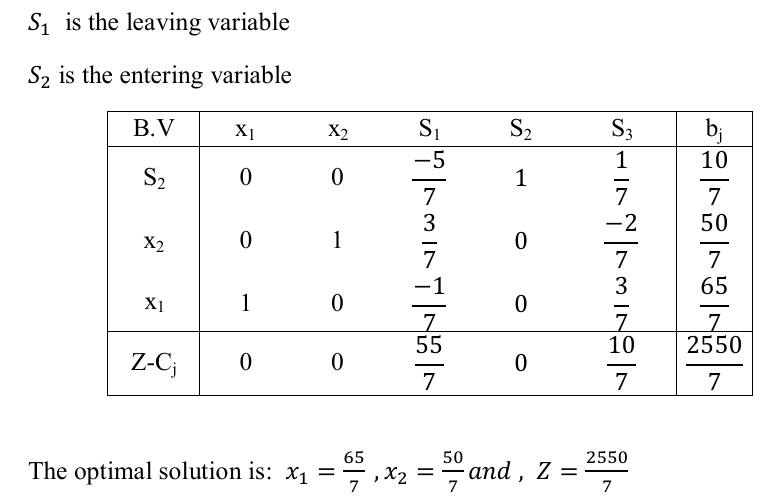 S₁ is the leaving variable
S₂ is the entering variable
B.V x₁ x₂ S₁ S₂ S₃ bⱼ
S₂ 0 0 −5/7 1 1/7 10/7
x₂ 0 1 3/7 0 −2/7 50/7
x₁ 1 0 −1/7 0 3/7 65/7
Z-Cⱼ 0 0 55/7 0 10/7 2550/7
The optimal solution is: x₁ = 65/7 , x₂ = 50/7 and , Z = 2550/7